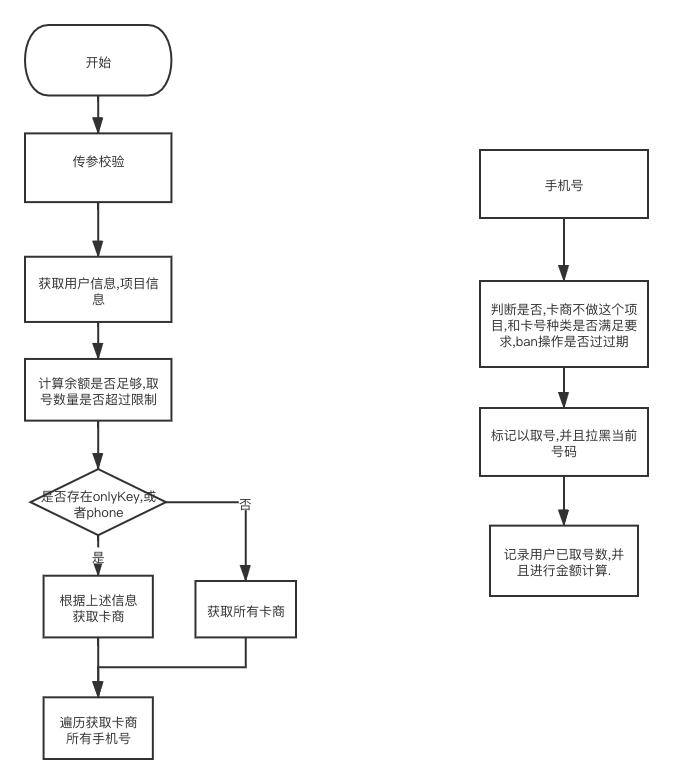 开始
传参校验
获取用户信息,项目信
息
计算余额是否足够,取
号数量是否超过限制
是否存在onlyKey,或
者phone
否
是
根据上述信息
获取卡商
获取所有卡商
遍历获取卡商
所有手机号
手机号
判断是否,卡商不做这个项
目,和卡号种类是否满足要
求,ban操作是否过过期
标记以取号,并且拉黑当前
号码
记录用户已取号数,并
且进行金额计算.